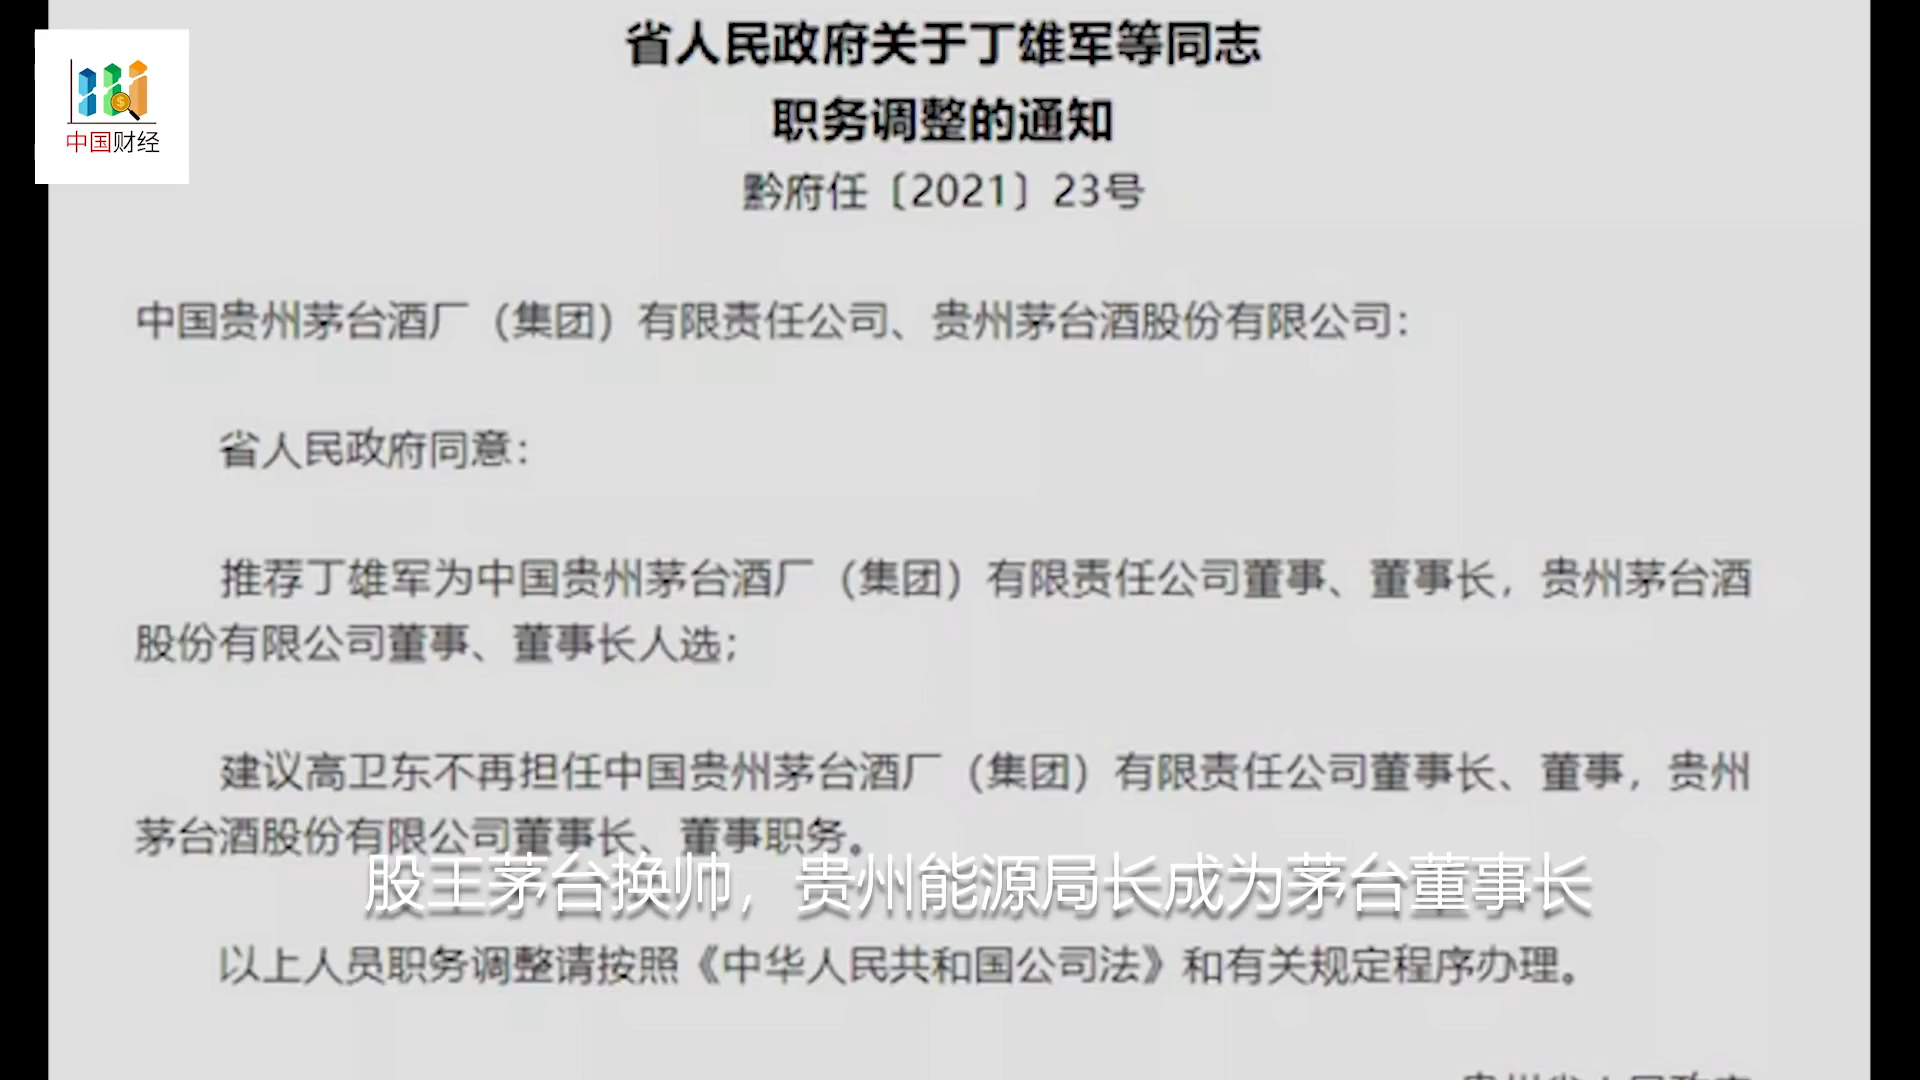 省人民政府关于丁雄军等同志
职务调整的通知
中国财经
黔府任〔2021〕23号
中国贵州茅台酒厂（集团）有限责任公司、贵州茅台酒股份有限公司：
省人民政府同意：
推荐丁雄军为中国贵州茅台酒厂（集团）有限责任公司董事、董事长，贵州茅台酒
股份有限公司董事、董事长人选；
建议高卫东不再担任中国贵州茅台酒厂（集团）有限责任公司董事长、董事，贵州
茅台酒股份有限公司董事长、董事职务。
股王茅台换帅，贵州能源局长成为茅台董事长
以上人员职务调整请按照《中华人民共和国公司法》和有关规定程序办理。